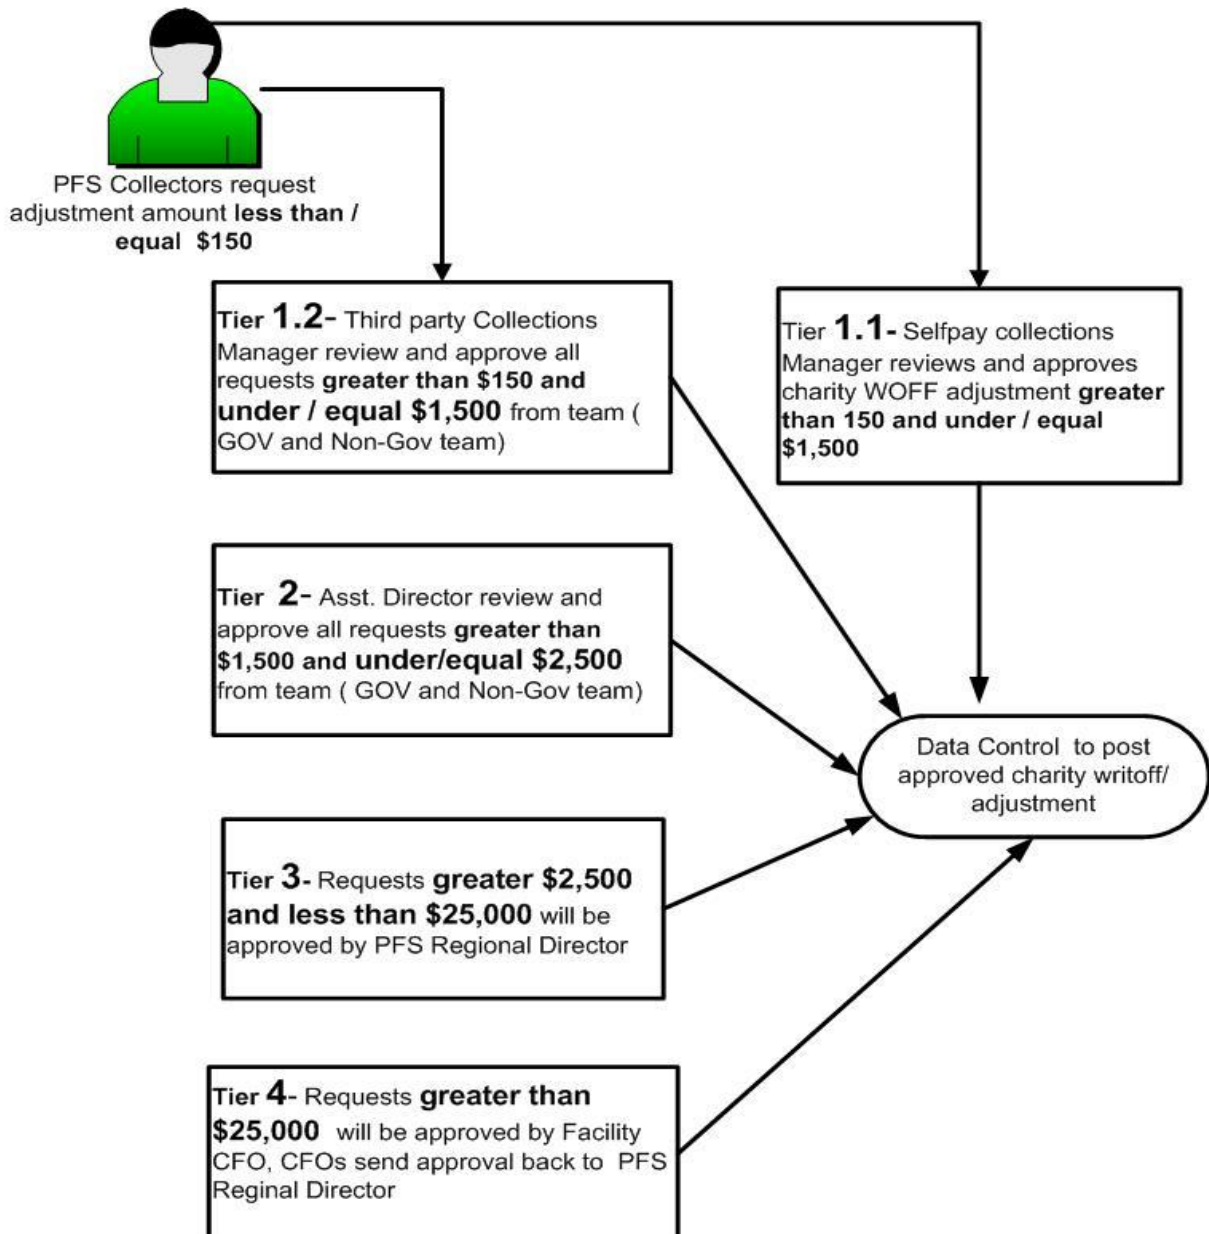 PFS Collectors request
adjustment amount less than /
equal $150
Tier 1.2- Third party Collections
Manager review and approve all
requests greater than $150 and
under / equal $1,500 from team (
GOV and Non-Gov team)
Tier 1.1- Selfpay collections
Manager reviews and approves
charity WOFF adjustment greater
than 150 and under / equal
$1,500
Tier 2- Asst. Director review and
approve all requests greater than
$1,500 and under/equal $2,500
from team ( GOV and Non-Gov team)
Data Control to post
approved charity writoff/
adjustment
Tier 3- Requests greater $2,500
and less than $25,000 will be
approved by PFS Regional Director
Tier 4- Requests greater than
$25,000 will be approved by Facility
CFO, CFOs send approval back to PFS
Reginal Director